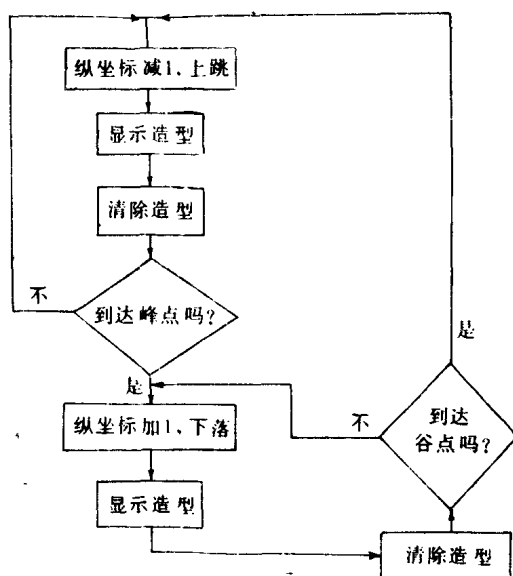 纵坐标减1、上跳
显示造型
清除造型
不
到达峰点吗？
是
纵坐标加1、下落
显示造型
清除造型
不
到达
谷点吗？
是